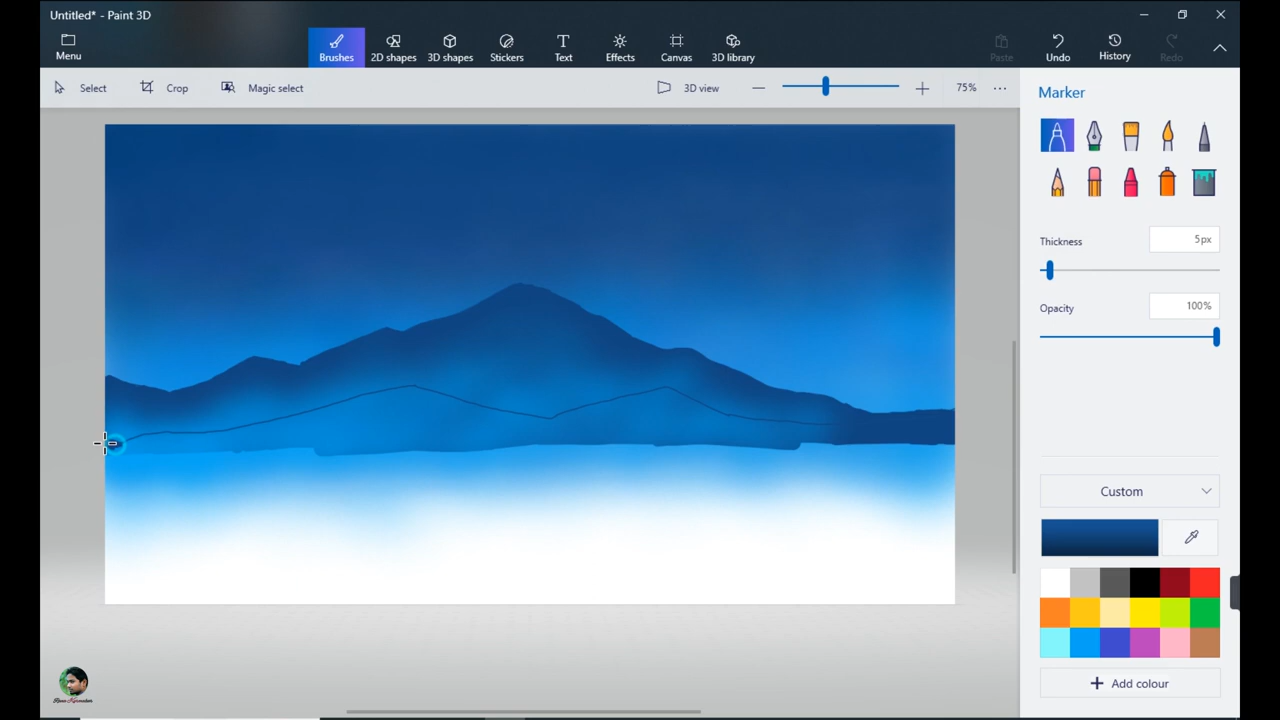 Untitled* - Paint 3D
Menu
Brushes
2D shapes
3D shapes
Stickers
Text
Effects
Canvas
3D library
Paste
Undo
History
Redo
Select
Crop
Magic select
3D view
75%
Marker
Thickness
5px
Opacity
100%
Custom
Add colour